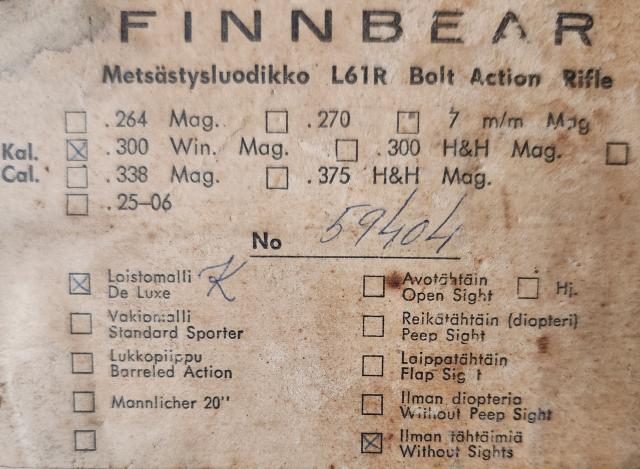 FINNBEAR
Metsästysluodikko L61R Bolt Action Rifle
.264 Mag. .270 7 m/m Mag
Kal. .300 Win. Mag. .300 H&H Mag.
Cal. .338 Mag. .375 H&H Mag.
.25-06
No 59404
Loistomalli K Avotähtäin
De Luxe Open Sight Hj.
Vakiomalli Reikätähtäin (diopteri)
Standard Sporter Peep Sight
Lukkopiippu Laippatähtäin
Barreled Action Flap Sight
Mannlicher 20" Ilman diopteria
Without Peep Sight
Ilman tähtäimiä
Without Sights